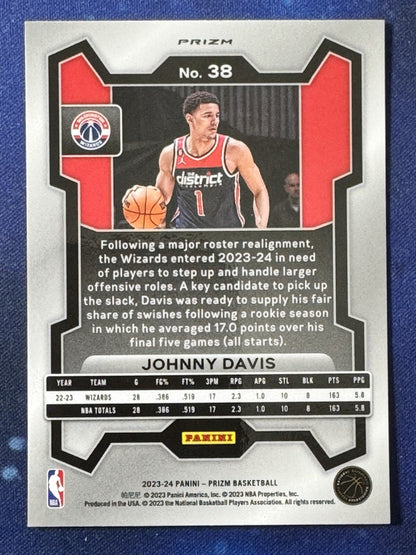 PRIZM
No. 38
WASHINGTON
WIZARDS
the
district
of columbia
1
Following a major roster realignment,
the Wizards entered 2023-24 in need
of players to step up and handle larger
offensive roles. A key candidate to pick up
the slack, Davis was ready to supply his fair
share of swishes following a rookie season
in which he averaged 17.0 points over his
final five games (all starts).
JOHNNY DAVIS
YEAR TEAM G FG% FT% 3PM RPG APG STL BLK PTS PPG
22-23 WIZARDS 28 .386 .519 17 2.3 1.0 10 8 163 5.8
NBA TOTALS 28 .386 .519 17 2.3 1.0 10 8 163 5.8
PANINI
NBA
2023-24 PANINI – PRIZM BASKETBALL
帕尼尼 © 2023 Panini America, Inc. © 2023 NBA Properties, Inc.
Produced in the USA. © 2023 the National Basketball Players Association. All rights reserved.